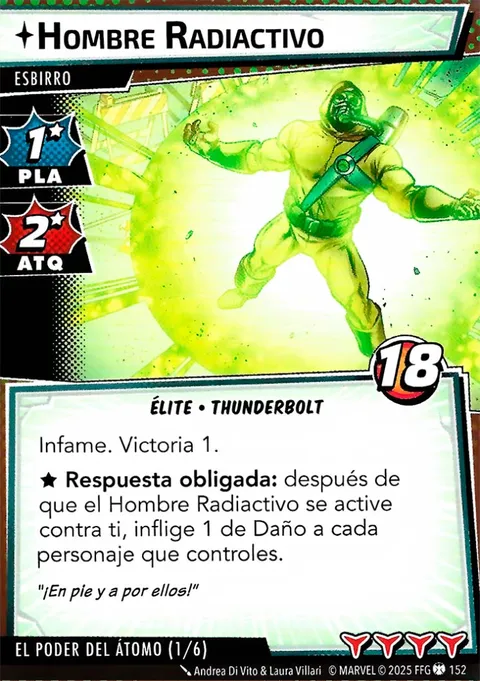 Hombre Radiactivo
ESBIRRO
1
PLA
2
ATQ
18
ÉLITE • THUNDERBOLT
Infame. Victoria 1.
★ Respuesta obligada: después de
que el Hombre Radiactivo se active
contra ti, inflige 1 de Daño a cada
personaje que controles.
"¡En pie y a por ellos!"
EL PODER DEL ÁTOMO (1/6)
Andrea Di Vito & Laura Villari © MARVEL © 2025 FFG 152